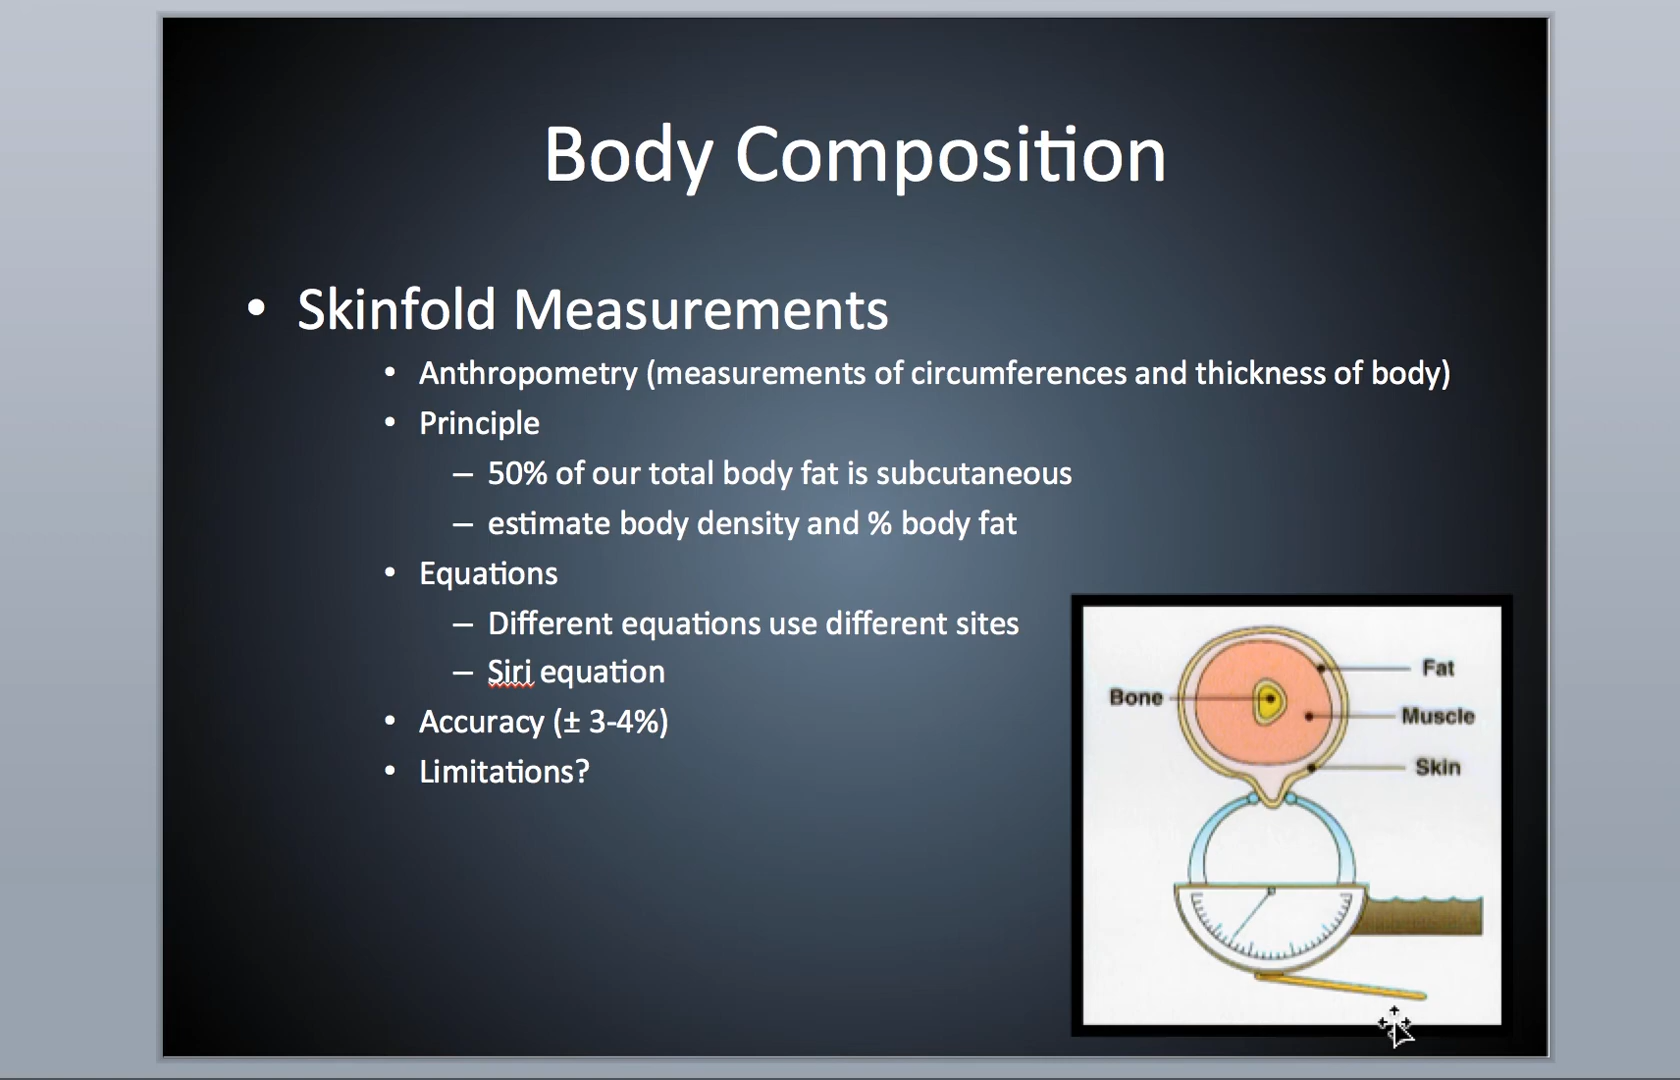 Body Composition
• Skinfold Measurements
• Anthropometry (measurements of circumferences and thickness of body)
• Principle
– 50% of our total body fat is subcutaneous
– estimate body density and % body fat
• Equations
– Different equations use different sites
– Siri equation
• Accuracy (± 3-4%)
• Limitations?
Fat
Bone
Muscle
Skin